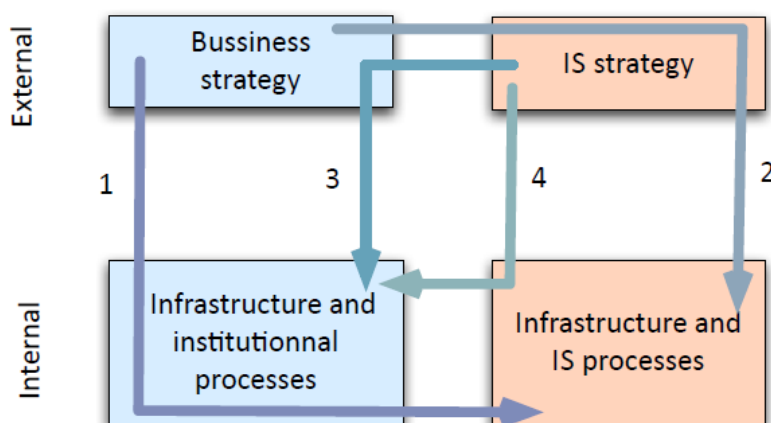 External
Bussiness
strategy
IS strategy
1
3
4
2
Internal
Infrastructure and
institutionnal
processes
Infrastructure and
IS processes